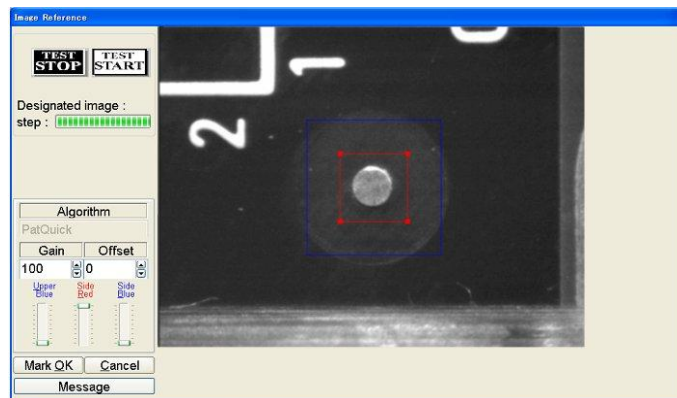 Image Reference
TEST STOP
TEST START
Designated image :
step :
Algorithm
PatQuick
Gain Offset
100 0
Upper Blue
Side Red
Side Blue
Mark OK Cancel
Message
1
2